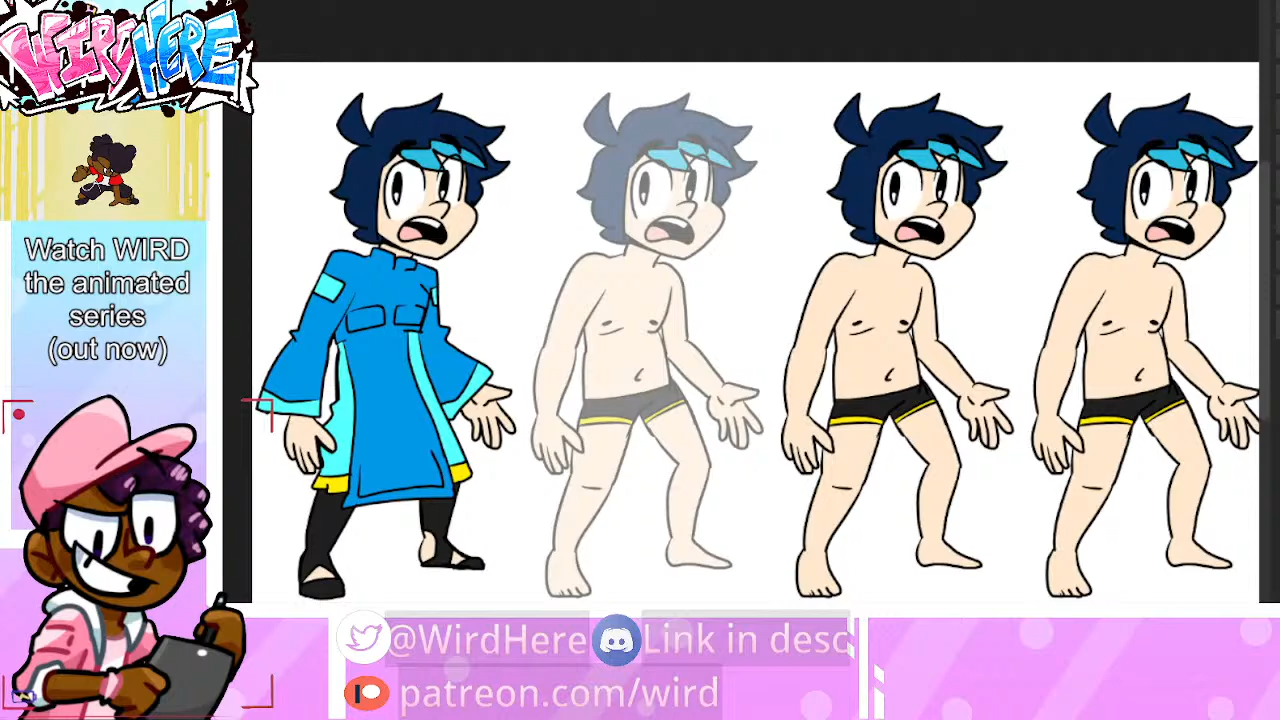 WIRDHERE
Watch WIRD
the animated
series
(out now)
@WirdHere
Link in desc
patreon.com/wird